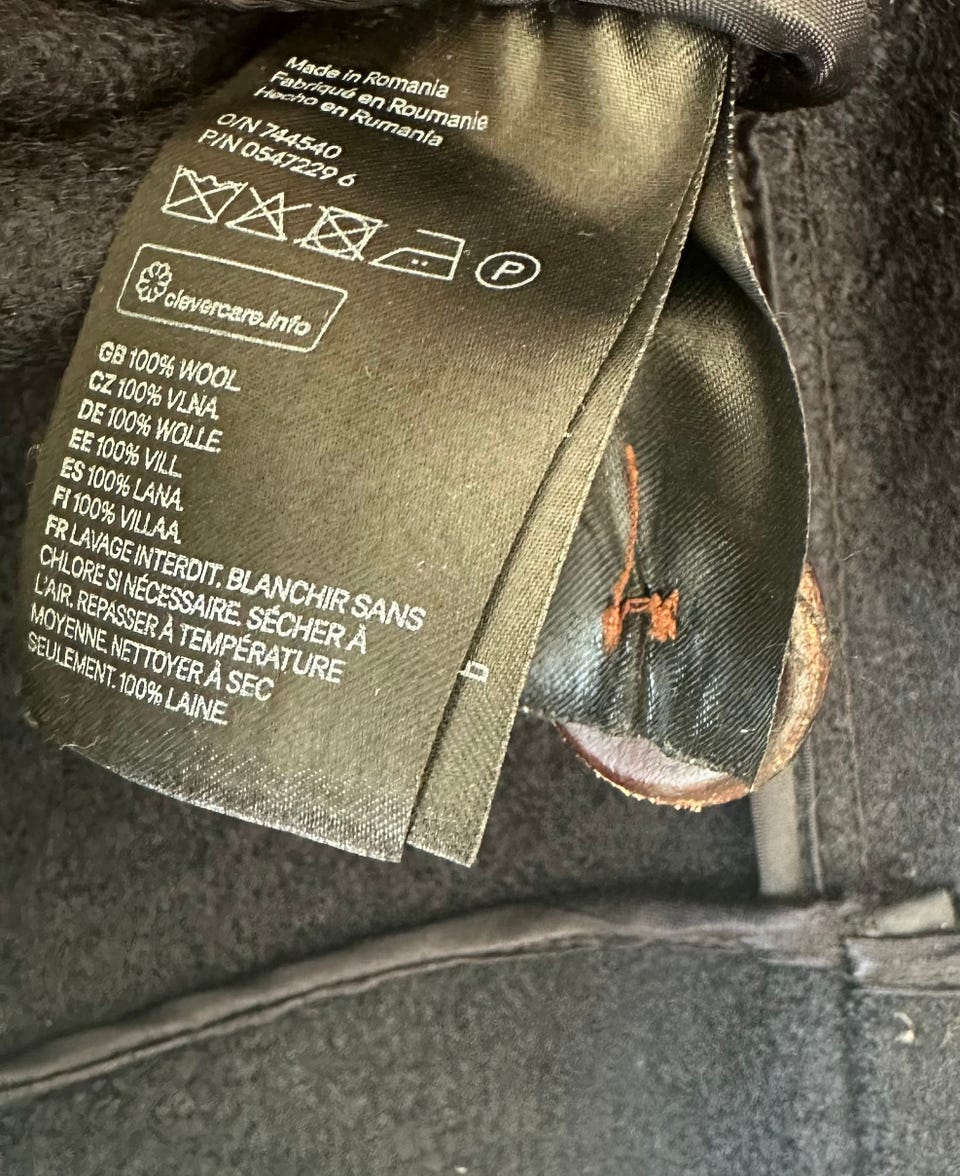 Made in Romania
Fabriqué en Roumanie
Hecho en Rumanía
O/N 744540
P/N 0547229 6
P
clevercare.info
GB 100% WOOL
CZ 100% VLNA.
DE 100% WOLLE.
EE 100% VILL.
ES 100% LANA.
FI 100% VILLAA.
FR LAVAGE INTERDIT. BLANCHIR SANS
CHLORE SI NÉCESSAIRE. SÉCHER À
L'AIR. REPASSER À TEMPÉRATURE
MOYENNE. NETTOYER À SEC
SEULEMENT. 100% LAINE.